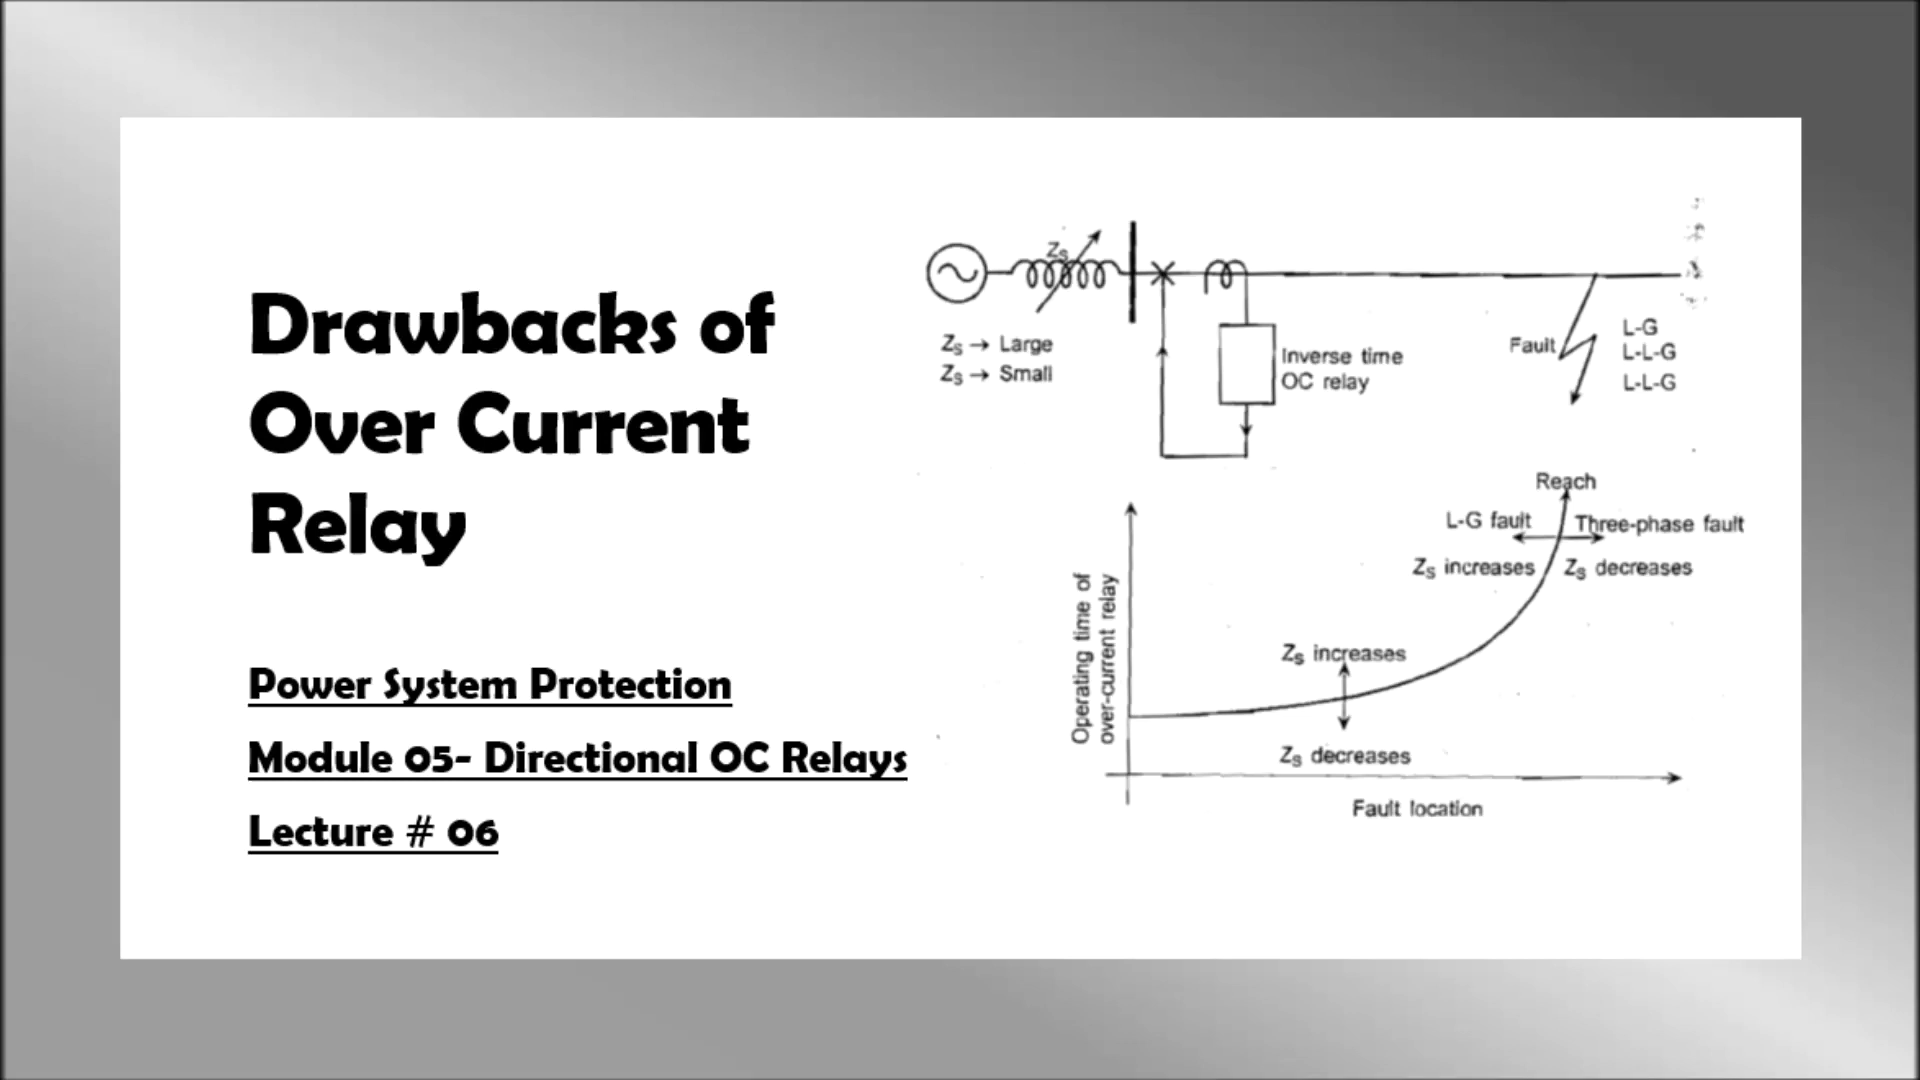 Drawbacks of
Over Current
Relay
Power System Protection
Module 05- Directional OC Relays
Lecture # 06
Zs
Zs → Large
Zs → Small
Inverse time
OC relay
Fault
L-G
L-L-G
L-L-G
Reach
L-G fault
Three-phase fault
Zs increases
Zs decreases
Zs increases
Zs decreases
Operating time of
over-current relay
Fault location